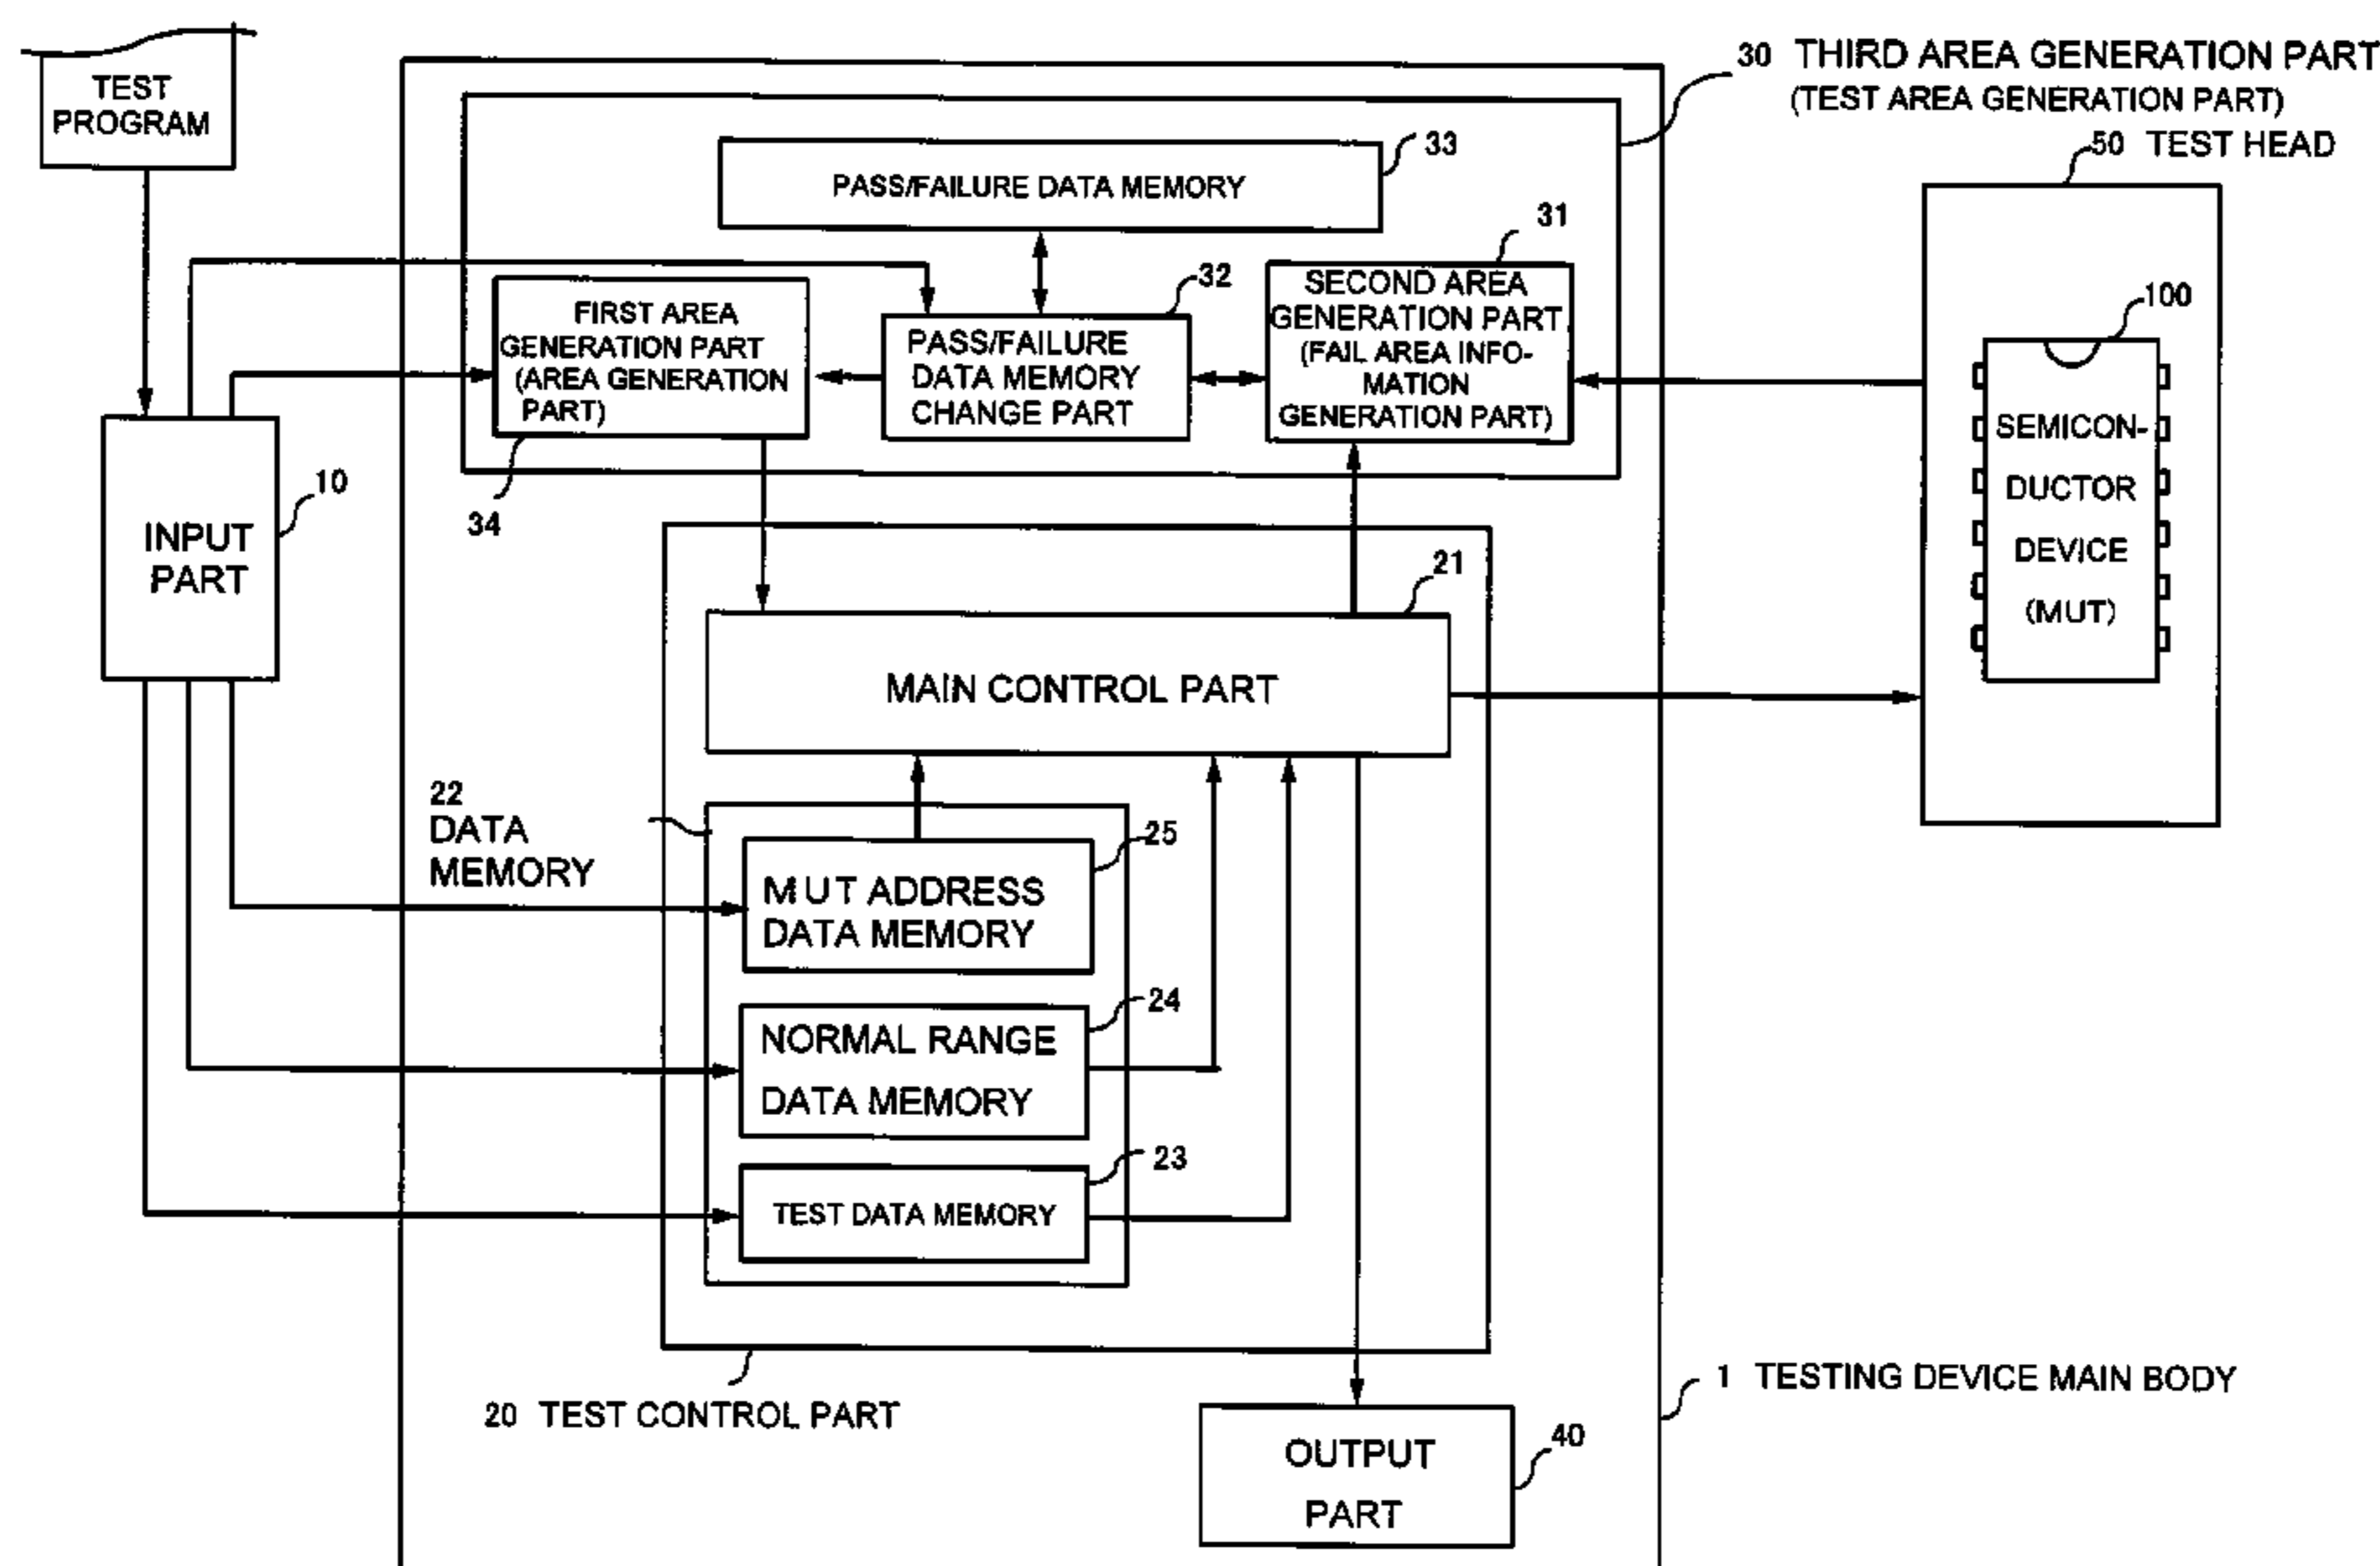 TEST
PROGRAM
30 THIRD AREA GENERATION PART
(TEST AREA GENERATION PART)
50 TEST HEAD
33
PASS/FAILURE DATA MEMORY
31
SECOND AREA
GENERATION PART
(FAIL AREA INFO-
MATION
GENERATION PART)
32
PASS/FAILURE
DATA MEMORY
CHANGE PART
FIRST AREA
GENERATION PART
(AREA GENERATION
PART)
34
100
SEMICON-
DUCTOR
DEVICE
(MUT)
10
INPUT
PART
21
MAIN CONTROL PART
22
DATA
MEMORY
25
MUT ADDRESS
DATA MEMORY
24
NORMAL RANGE
DATA MEMORY
23
TEST DATA MEMORY
20 TEST CONTROL PART
1 TESTING DEVICE MAIN BODY
40
OUTPUT
PART